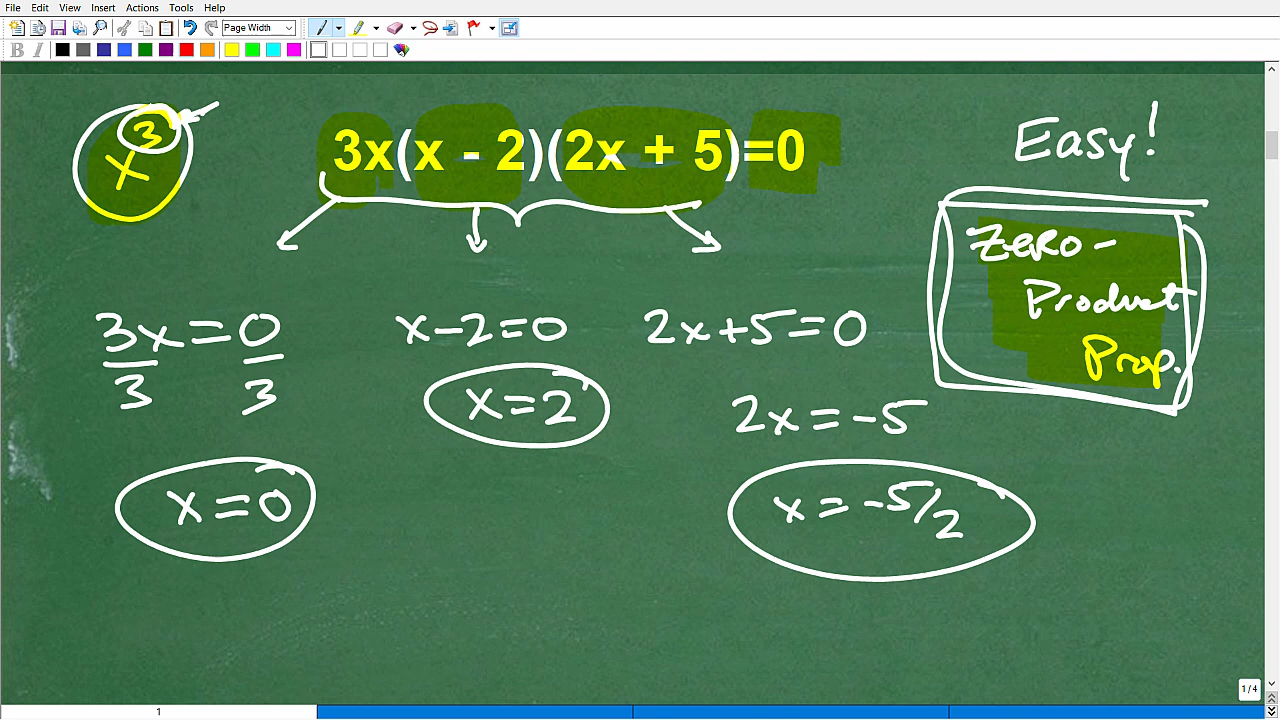 File Edit View Insert Actions Tools Help
Page Width
B I
x³
3x(x - 2)(2x + 5)=0
Easy!
Zero-
Product
Prop.
3x=0
3 3
x=0
x-2=0
x=2
2x+5=0
2x=-5
x=-5/2
1/4
1